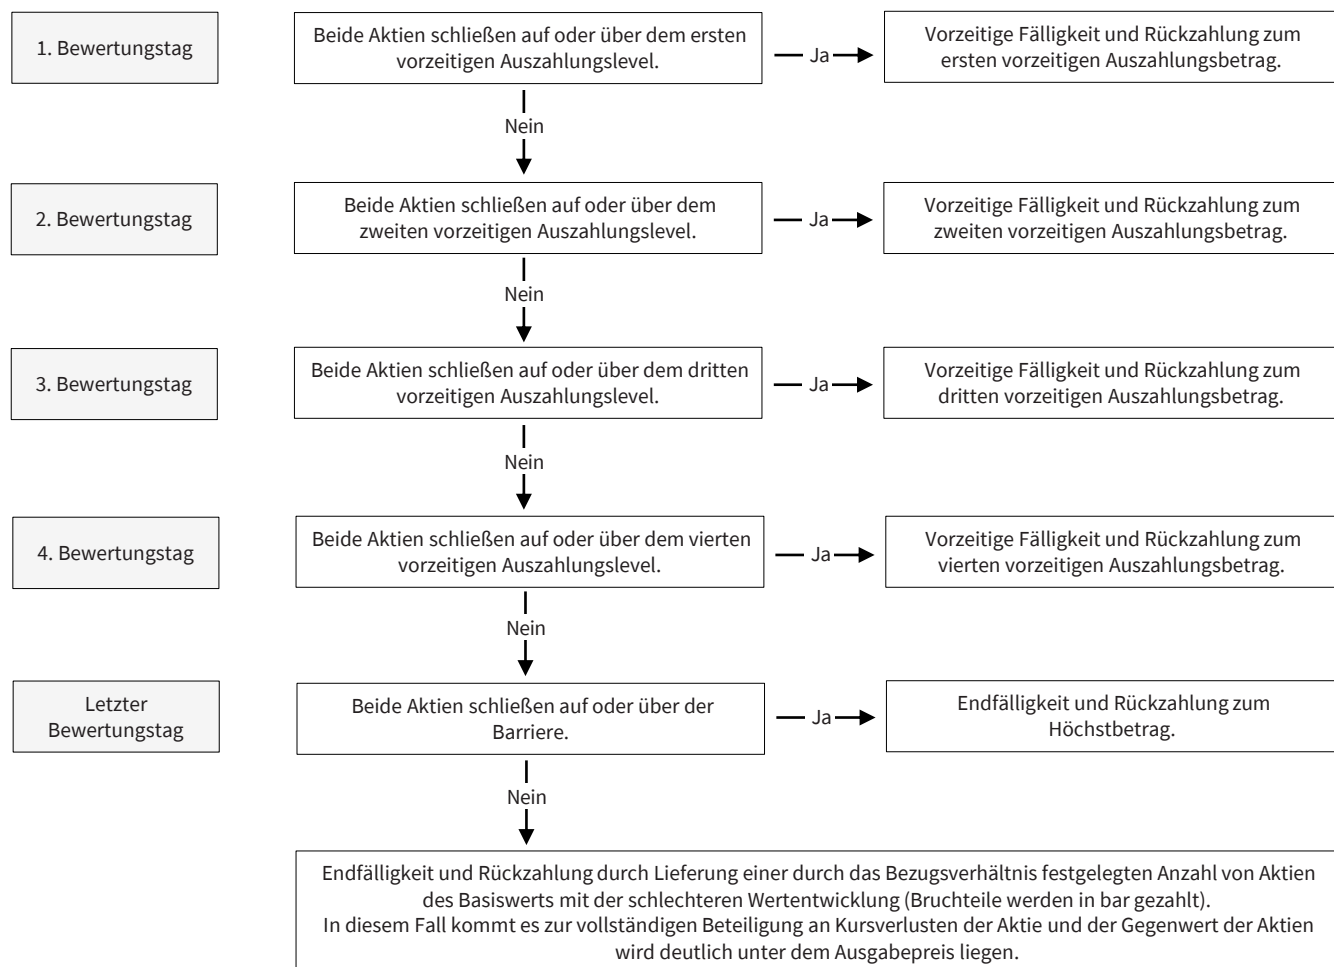 1. Bewertungstag
Beide Aktien schließen auf oder über dem ersten
vorzeitigen Auszahlungslevel.
Ja
Vorzeitige Fälligkeit und Rückzahlung zum
ersten vorzeitigen Auszahlungsbetrag.
Nein
2. Bewertungstag
Beide Aktien schließen auf oder über dem
zweiten vorzeitigen Auszahlungslevel.
Ja
Vorzeitige Fälligkeit und Rückzahlung zum
zweiten vorzeitigen Auszahlungsbetrag.
Nein
3. Bewertungstag
Beide Aktien schließen auf oder über dem dritten
vorzeitigen Auszahlungslevel.
Ja
Vorzeitige Fälligkeit und Rückzahlung zum
dritten vorzeitigen Auszahlungsbetrag.
Nein
4. Bewertungstag
Beide Aktien schließen auf oder über dem vierten
vorzeitigen Auszahlungslevel.
Ja
Vorzeitige Fälligkeit und Rückzahlung zum
vierten vorzeitigen Auszahlungsbetrag.
Nein
Letzter
Bewertungstag
Beide Aktien schließen auf oder über der
Barriere.
Ja
Endfälligkeit und Rückzahlung zum
Höchstbetrag.
Nein
Endfälligkeit und Rückzahlung durch Lieferung einer durch das Bezugsverhältnis festgelegten Anzahl von Aktien
des Basiswerts mit der schlechteren Wertentwicklung (Bruchteile werden in bar gezahlt).
In diesem Fall kommt es zur vollständigen Beteiligung an Kursverlusten der Aktie und der Gegenwert der Aktien
wird deutlich unter dem Ausgabepreis liegen.